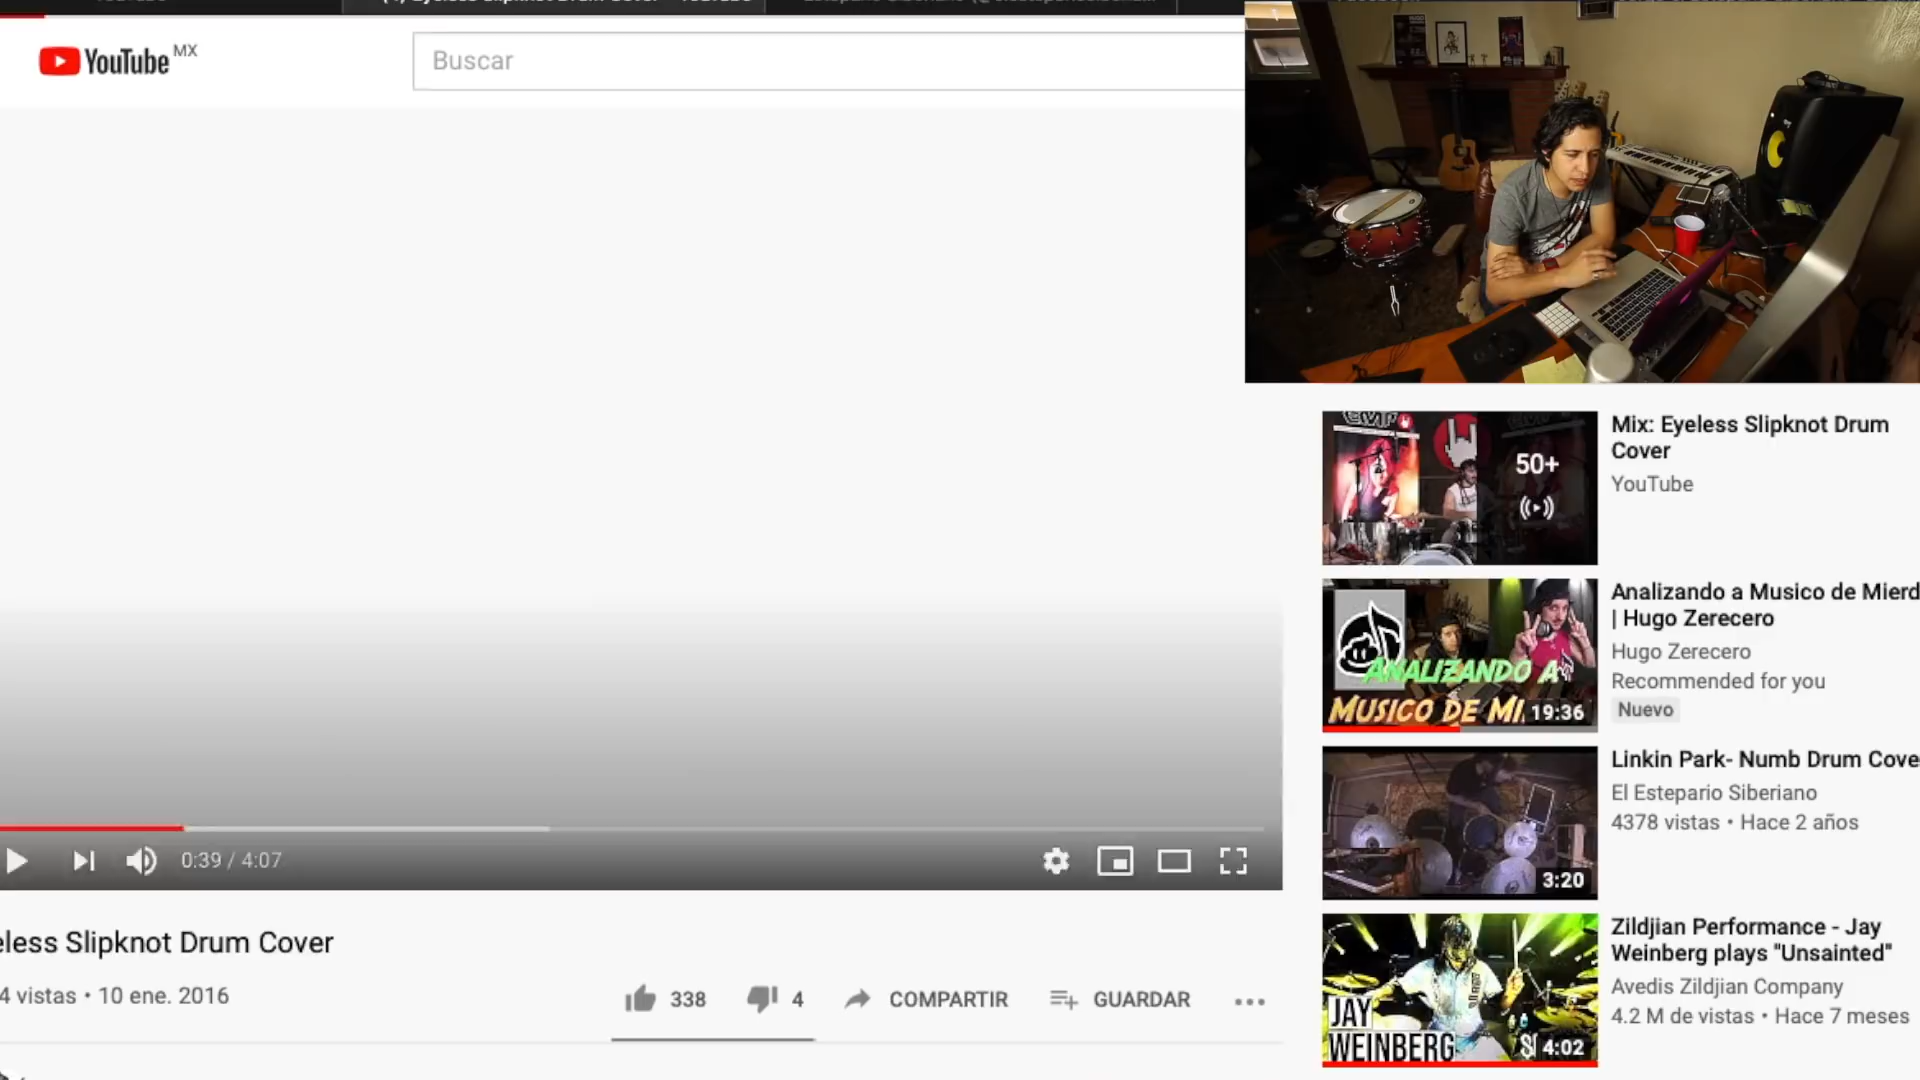 YouTube MX
Buscar
Mix: Eyeless Slipknot Drum
Cover
YouTube
50+
Analizando a Musico de Mierd
| Hugo Zerecero
Hugo Zerecero
Recommended for you
Nuevo
ANALIZANDO A
MUSICO DE MI
19:36
Linkin Park- Numb Drum Cove
El Estepario Siberiano
4378 vistas • Hace 2 años
3:20
Zildjian Performance - Jay
Weinberg plays "Unsainted"
Avedis Zildjian Company
4.2 M de vistas • Hace 7 meses
JAY
WEINBERG
4:02
0:39 / 4:07
eless Slipknot Drum Cover
4 vistas • 10 ene. 2016
338
4
COMPARTIR
GUARDAR